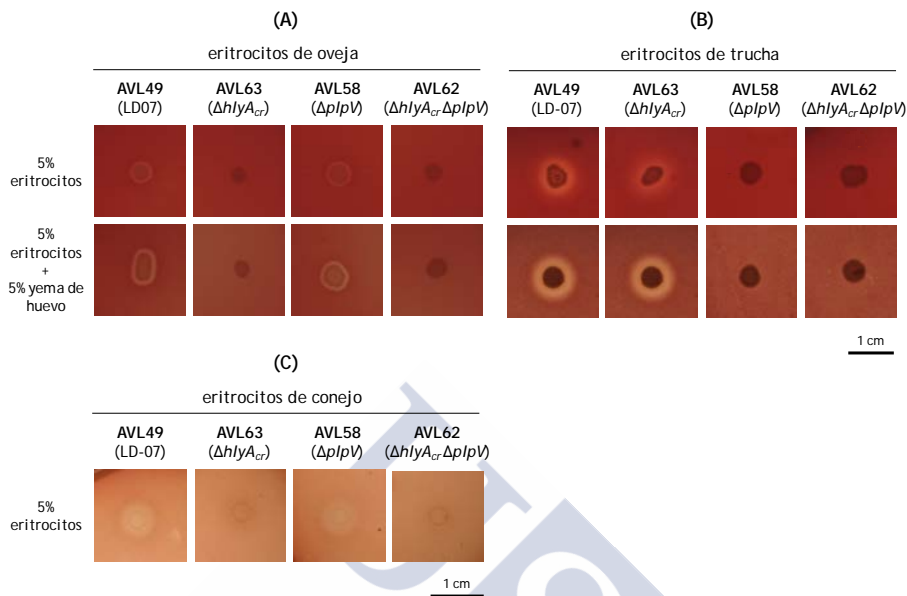 (A)
eritrocitos de oveja
AVL49 AVL63 AVL58 AVL62
(LD07) (ΔhlyAcr) (ΔplpV) (ΔhlyAcrΔplpV)
5%
eritrocitos
5%
eritrocitos
+
5% yema de
huevo
(B)
eritrocitos de trucha
AVL49 AVL63 AVL58 AVL62
(LD-07) (ΔhlyAcr) (ΔplpV) (ΔhlyAcrΔplpV)
1 cm
(C)
eritrocitos de conejo
AVL49 AVL63 AVL58 AVL62
(LD-07) (ΔhlyAcr) (ΔplpV) (ΔhlyAcrΔplpV)
5%
eritrocitos
1 cm